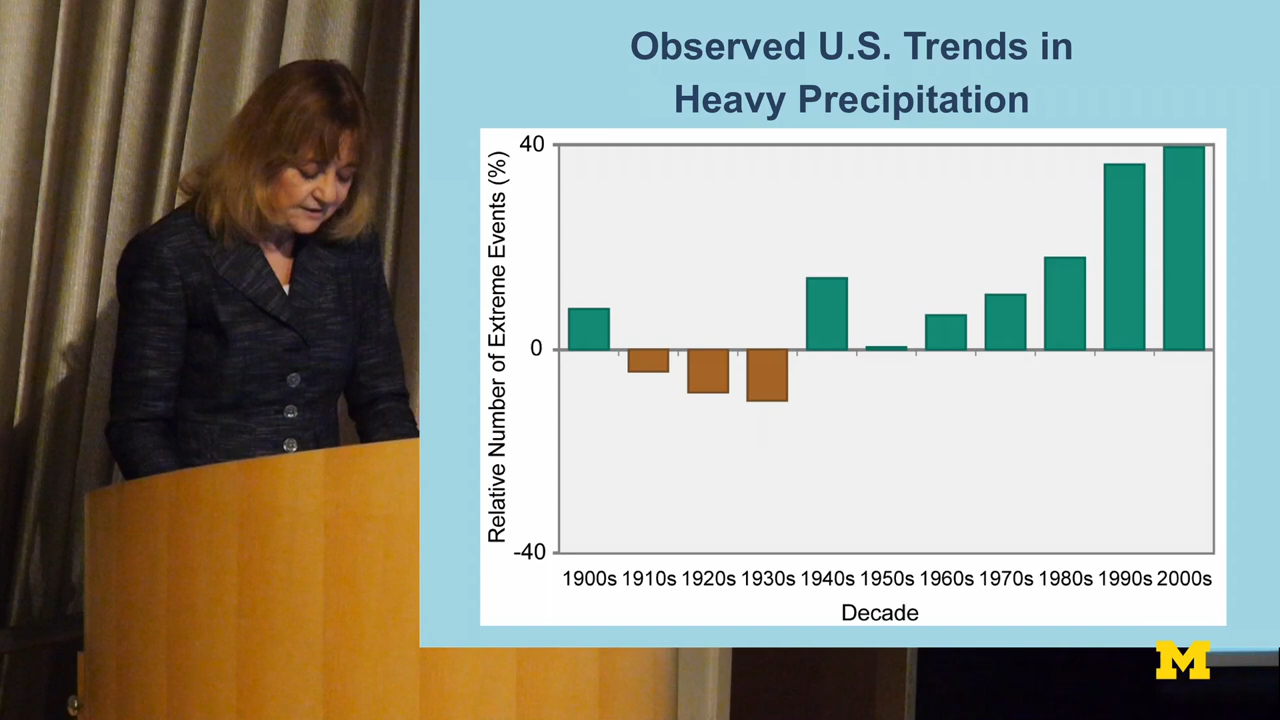 Observed U.S. Trends in
Heavy Precipitation
Relative Number of Extreme Events (%)
40
0
-40
1900s 1910s 1920s 1930s 1940s 1950s 1960s 1970s 1980s 1990s 2000s
Decade
M